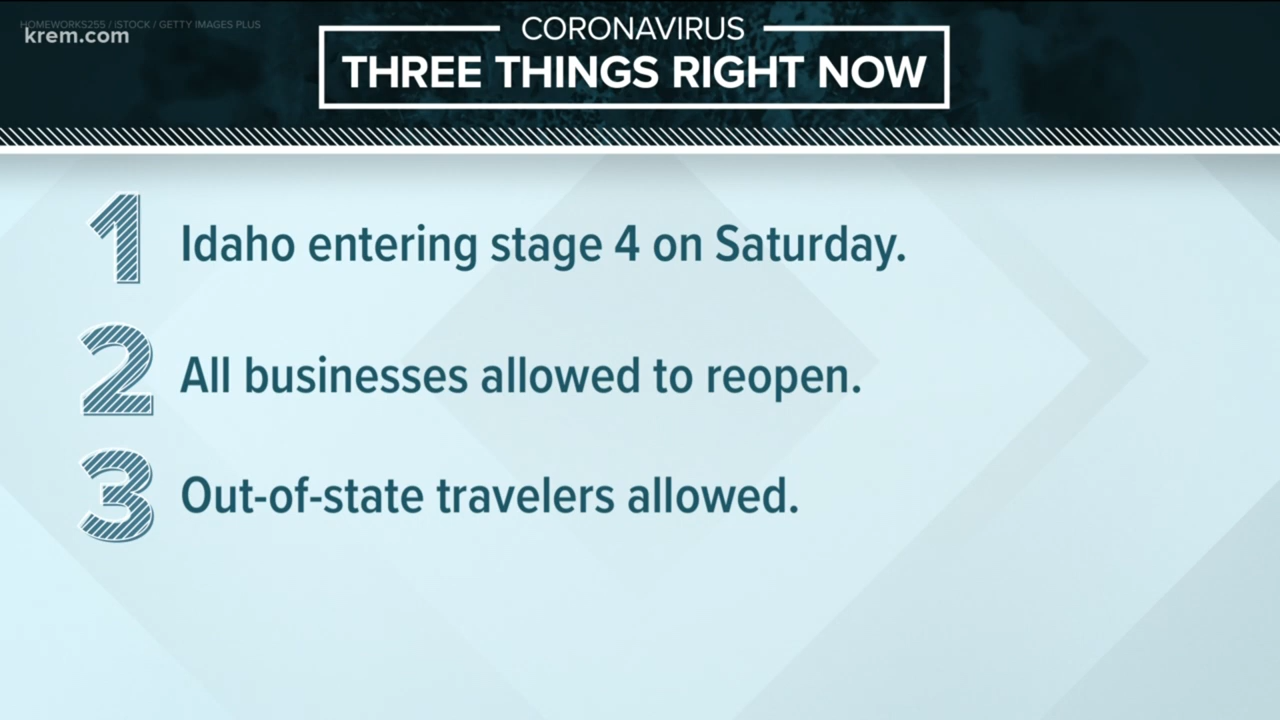 HOMEWORKS255 / iSTOCK / GETTY IMAGES PLUS
krem.com
CORONAVIRUS
THREE THINGS RIGHT NOW
1 Idaho entering stage 4 on Saturday.
2 All businesses allowed to reopen.
3 Out-of-state travelers allowed.